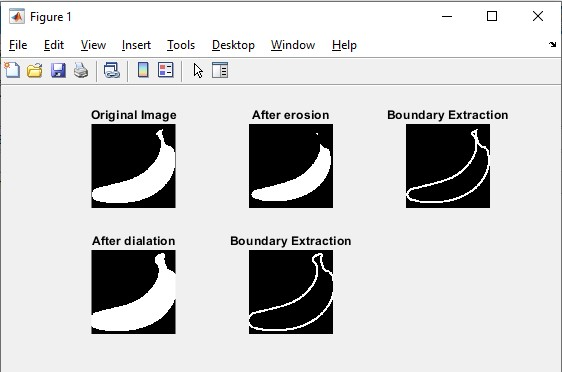 Figure 1
File Edit View Insert Tools Desktop Window Help
Original Image After erosion Boundary Extraction
After dialation Boundary Extraction